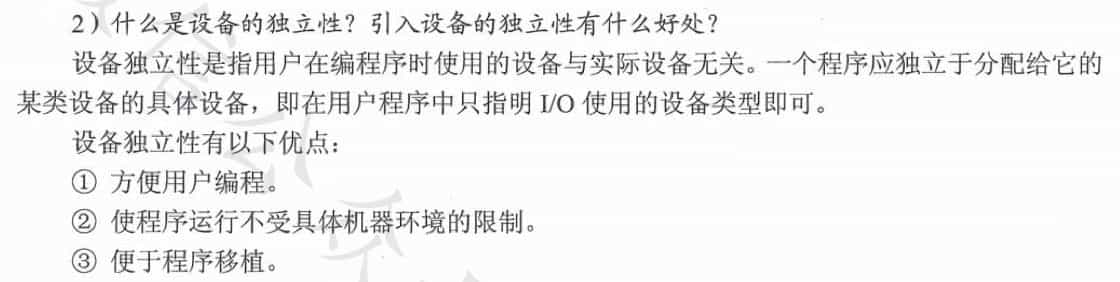 2）什么是设备的独立性？引入设备的独立性有什么好处？
设备独立性是指用户在编程序时使用的设备与实际设备无关。一个程序应独立于分配给它的
某类设备的具体设备，即在用户程序中只指明 I/O 使用的设备类型即可。
设备独立性有以下优点：
① 方便用户编程。
② 使程序运行不受具体机器环境的限制。
③ 便于程序移植。